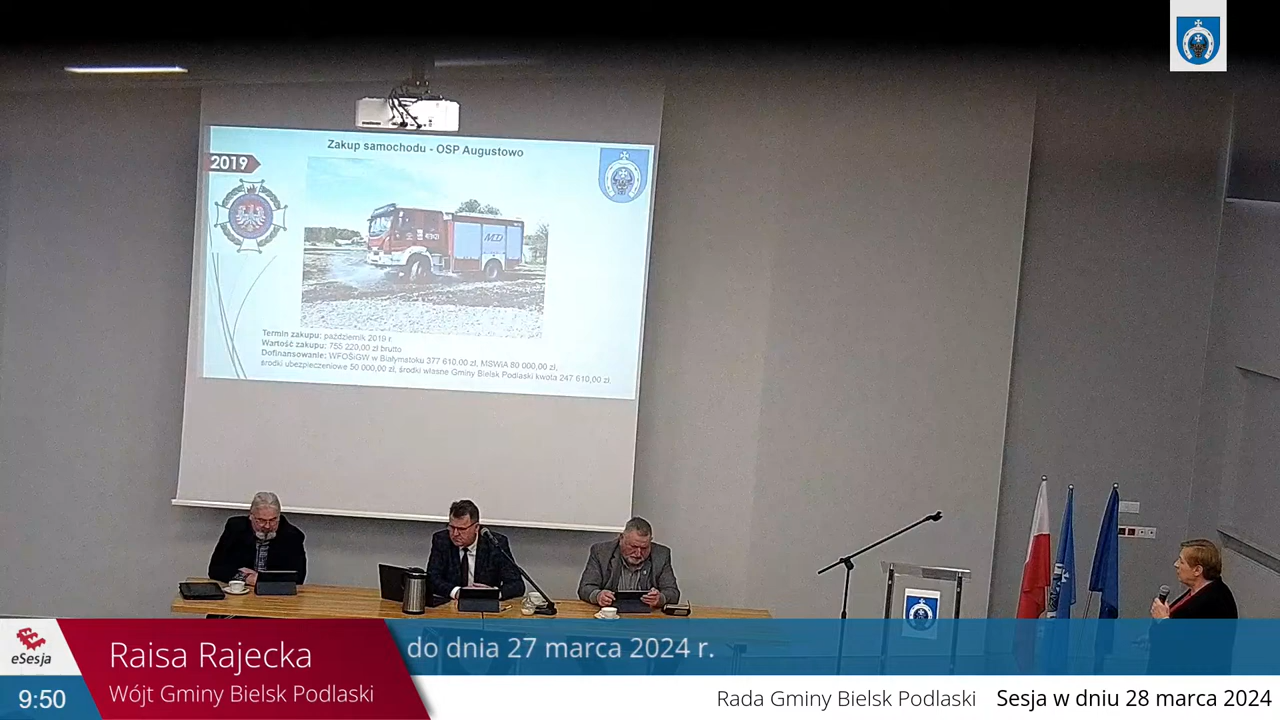 Zakup samochodu - OSP Augustowo
2019
Termin zakupu: październik 2019 r.
Wartość zakupu: 755 220,00 zł brutto
Dofinansowanie: WFOŚiGW w Białymstoku 377 610,00 zł, MSWiA 80 000,00 zł,
środki ubezpieczeniowe 50 000,00 zł, środki własne Gminy Bielsk Podlaski kwota 247 610,00 zł,
eSesja
Raisa Rajecka
do dnia 27 marca 2024 r.
9:50
Wójt Gminy Bielsk Podlaski
Rada Gminy Bielsk Podlaski
Sesja w dniu 28 marca 2024